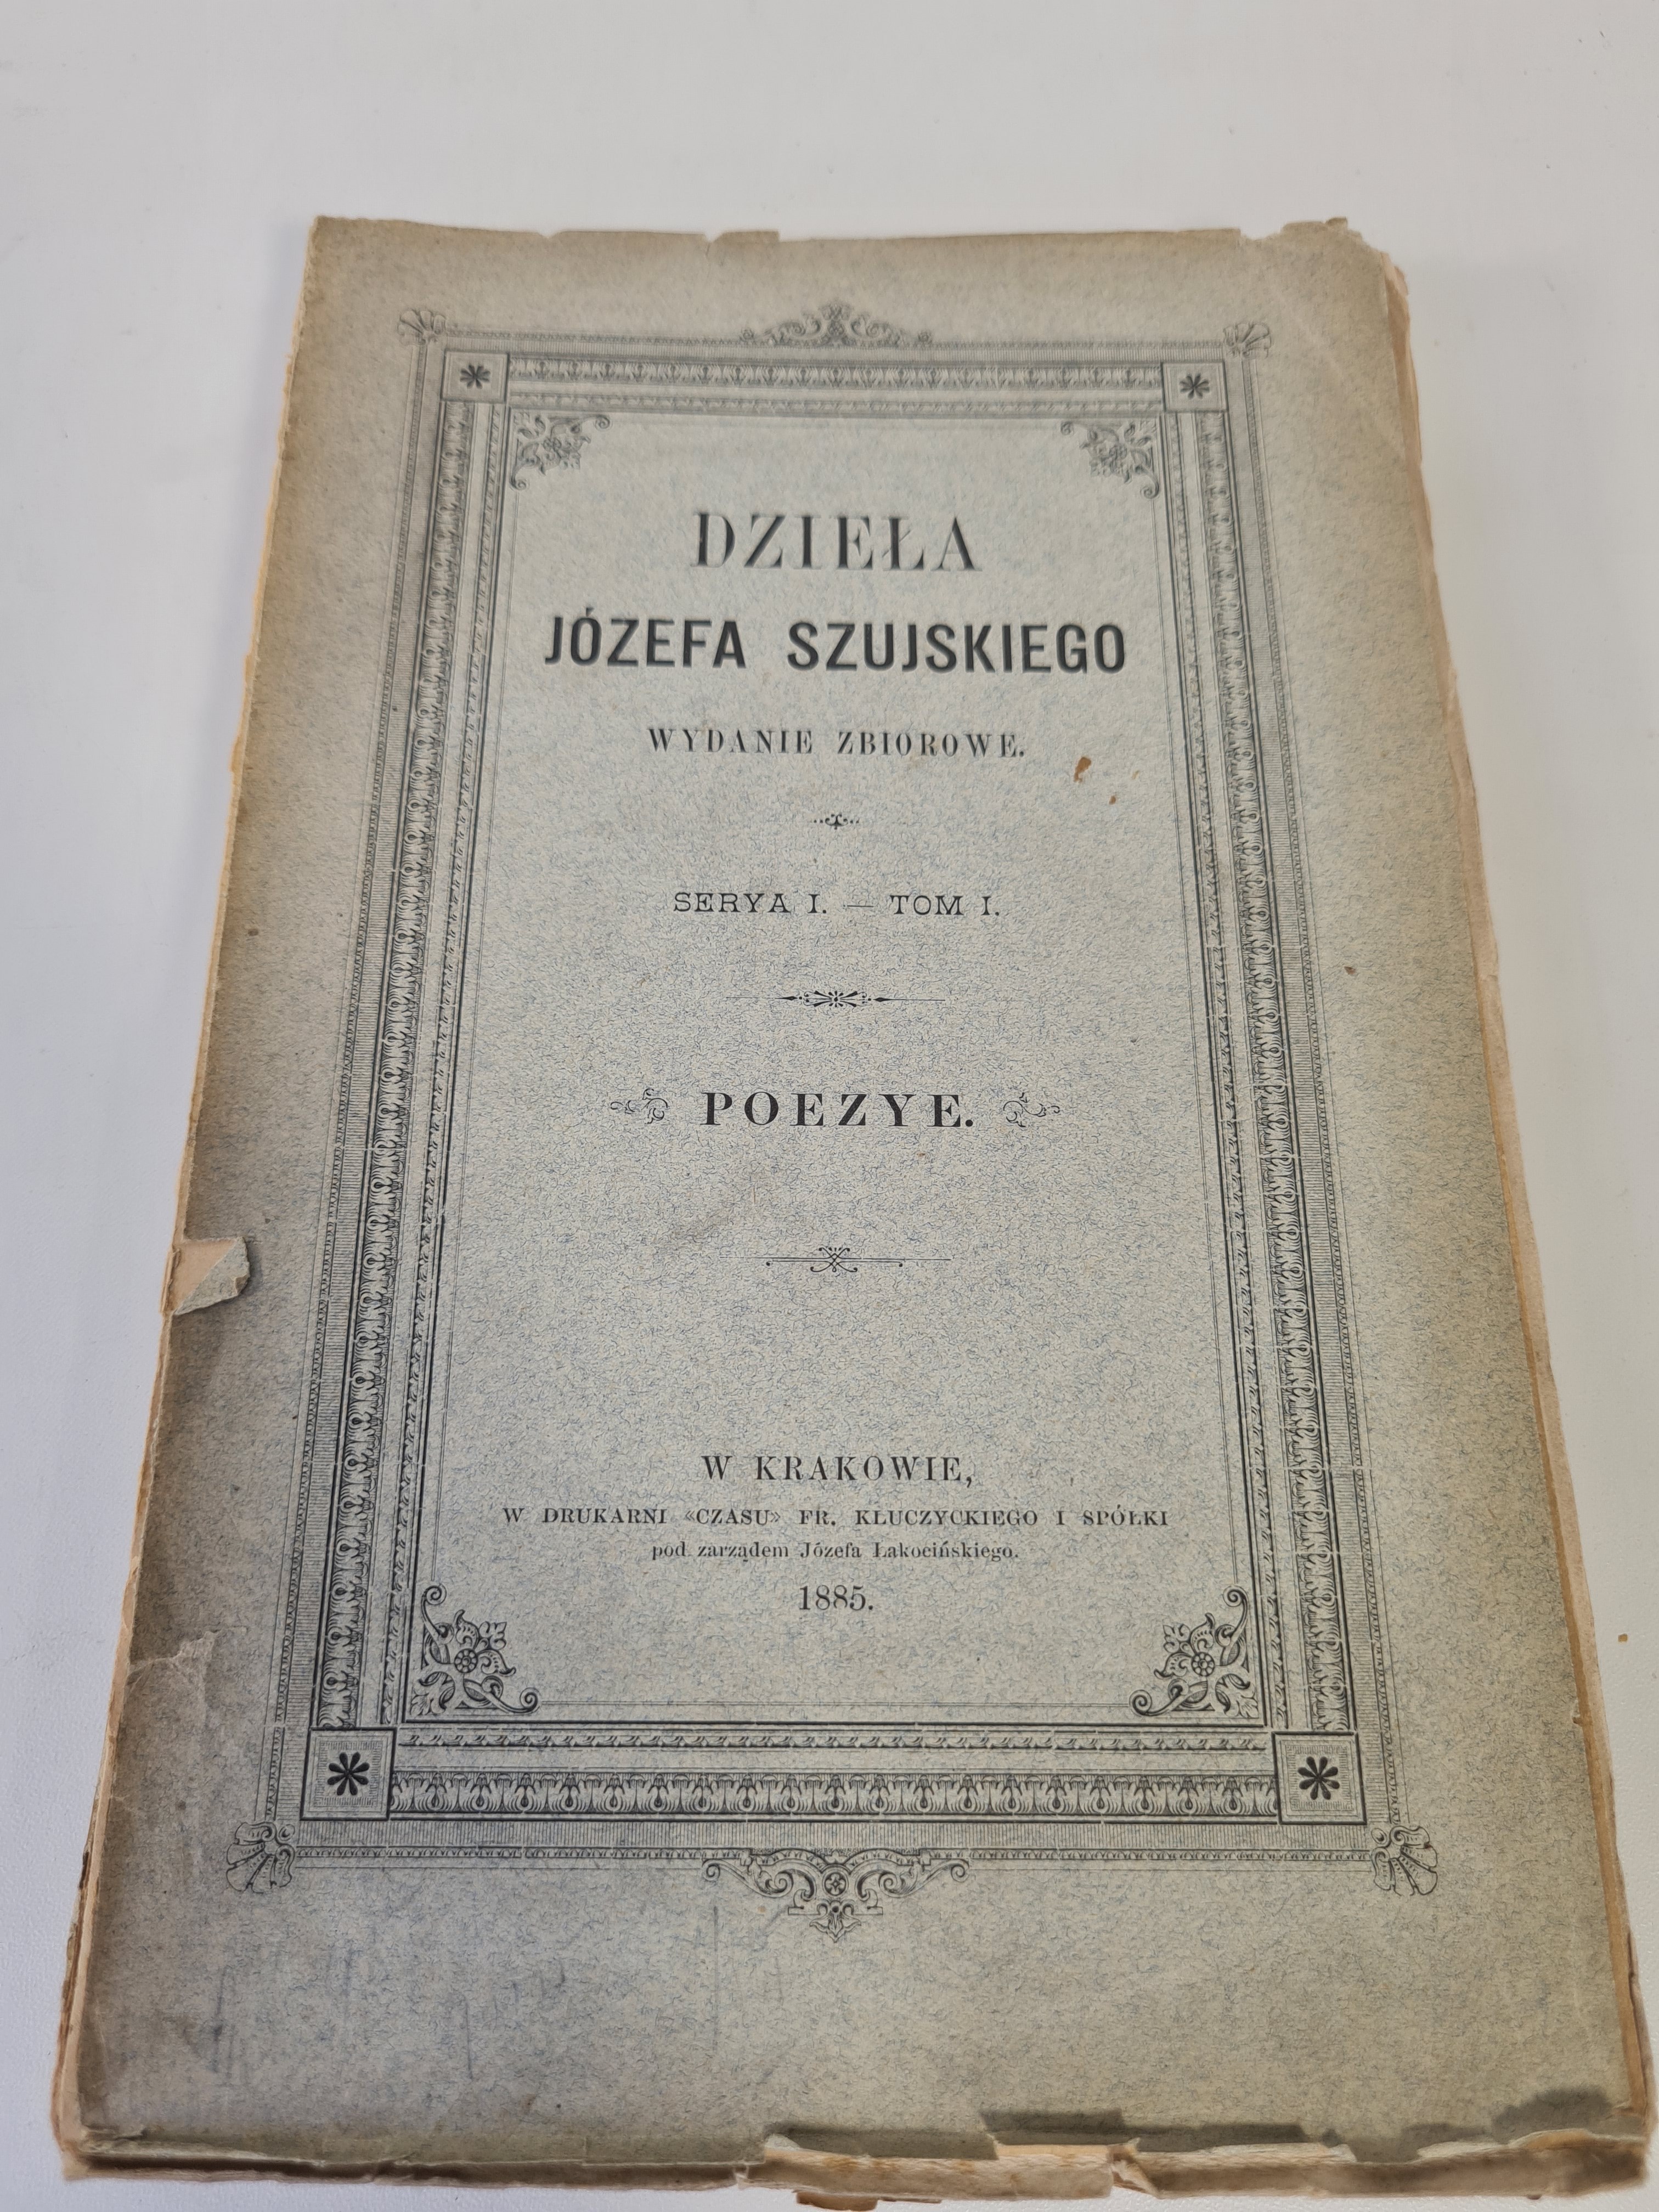 DZIEŁA
JÓZEFA SZUJSKIEGO
WYDANIE ZBIOROWE.
SERYA I. — TOM I.
POEZYE.
W KRAKOWIE,
W DRUKARNI «CZASU» FR. KLUCZYCKIEGO I SPÓŁKI
pod zarządem Józefa Łakocińskiego.
1885.